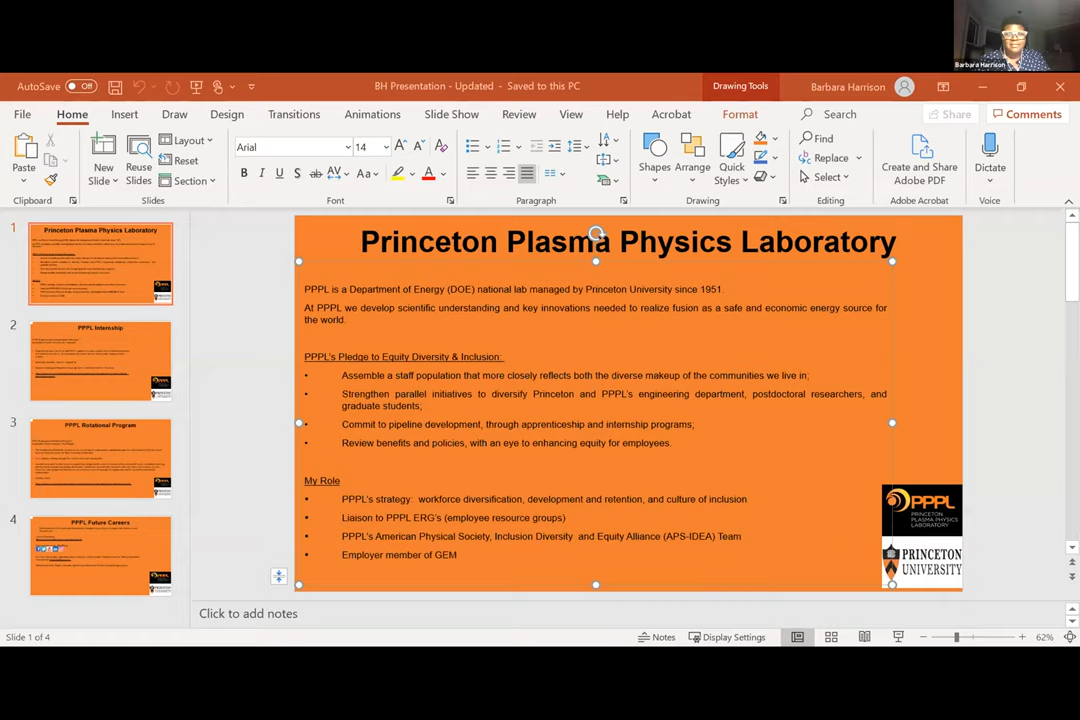 Barbara Harrison
AutoSave Off
BH Presentation - Updated - Saved to this PC
Drawing Tools
Barbara Harrison
File Home Insert Draw Design Transitions Animations Slide Show Review View Help Acrobat Format Search Share Comments
Paste
New Slide
Reuse Slides
Layout
Reset
Section
Arial 14
B I U S ab AV Aa A
Shapes Arrange Quick Styles
Find
Replace
Select
Create and Share Adobe PDF
Dictate
Clipboard Slides Font Paragraph Drawing Editing Adobe Acrobat Voice
1
Princeton Plasma Physics Laboratory
2
PPPL Internship
3
PPPL Rotational Program
4
PPPL Future Careers
Princeton Plasma Physics Laboratory
PPPL is a Department of Energy (DOE) national lab managed by Princeton University since 1951.
At PPPL we develop scientific understanding and key innovations needed to realize fusion as a safe and economic energy source for
the world.
PPPL's Pledge to Equity Diversity & Inclusion:
• Assemble a staff population that more closely reflects both the diverse makeup of the communities we live in;
• Strengthen parallel initiatives to diversify Princeton and PPPL's engineering department, postdoctoral researchers, and
graduate students;
• Commit to pipeline development, through apprenticeship and internship programs;
• Review benefits and policies, with an eye to enhancing equity for employees.
My Role
• PPPL's strategy: workforce diversification, development and retention, and culture of inclusion
• Liaison to PPPL ERG's (employee resource groups)
• PPPL's American Physical Society, Inclusion Diversity and Equity Alliance (APS-IDEA) Team
• Employer member of GEM
PPPL
PRINCETON
PLASMA PHYSICS
LABORATORY
PRINCETON
UNIVERSITY
Click to add notes
Slide 1 of 4
Notes Display Settings 62%